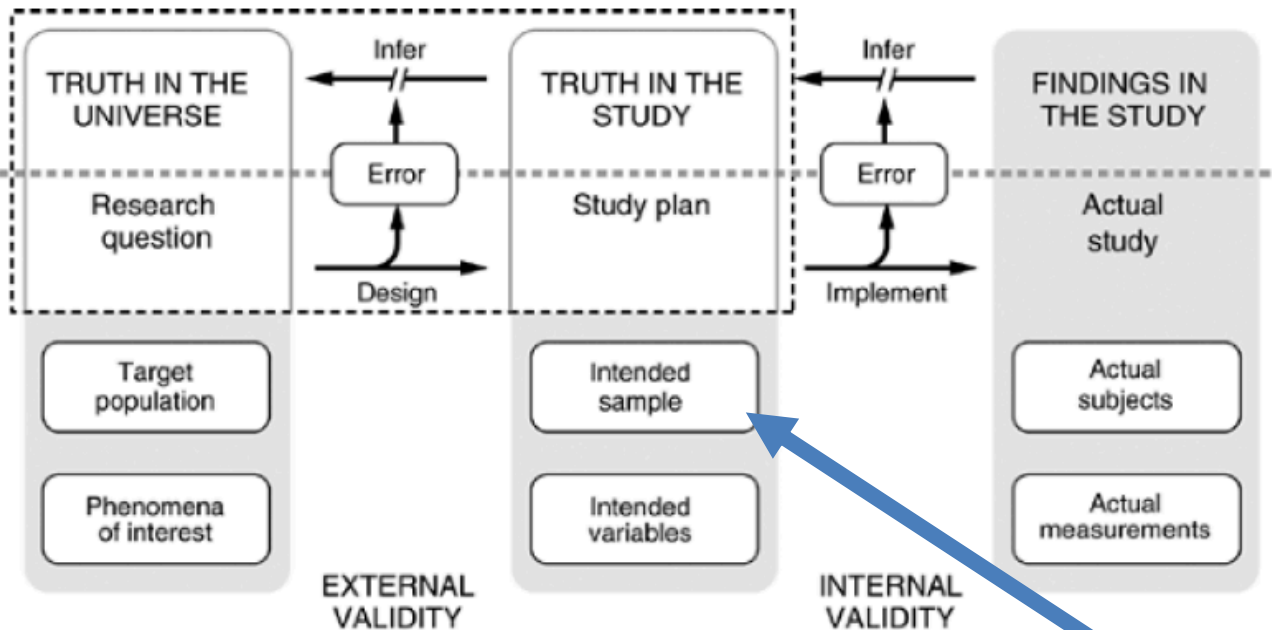 Infer
Infer
TRUTH IN THE
UNIVERSE
TRUTH IN THE
STUDY
FINDINGS IN
THE STUDY
Error
Error
Research
question
Study plan
Actual
study
Design
Implement
Target
population
Intended
sample
Actual
subjects
Phenomena
of interest
Intended
variables
Actual
measurements
EXTERNAL
VALIDITY
INTERNAL
VALIDITY